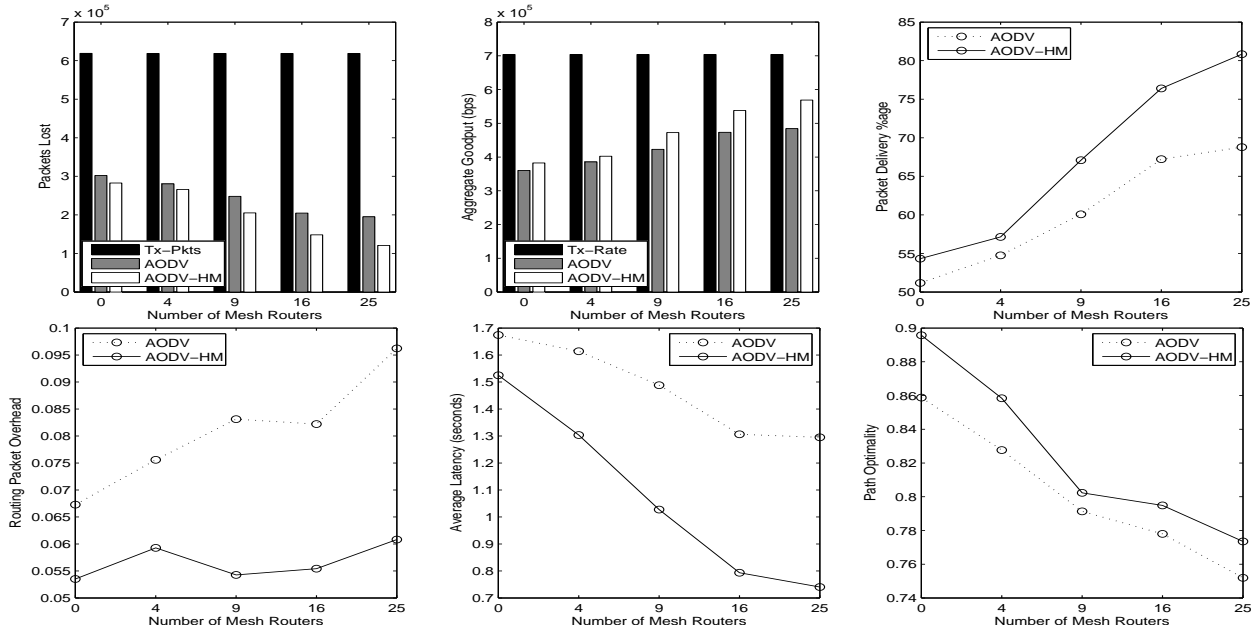 x 10^5
7
6
5
4
3
2
1
0
Packets Lost
Tx−Pkts
AODV
AODV−HM
0 4 9 16 25
Number of Mesh Routers
x 10^5
8
7
6
5
4
3
2
1
0
Aggregate Goodput (bps)
Tx−Rate
AODV
AODV−HM
0 4 9 16 25
Number of Mesh Routers
85
80
75
70
65
60
55
50
Packet Delivery %age
AODV
AODV−HM
0 4 9 16 25
Number of Mesh Routers
0.1
0.095
0.09
0.085
0.08
0.075
0.07
0.065
0.06
0.055
0.05
Routing Packet Overhead
AODV
AODV−HM
0 4 9 16 25
Number of Mesh Routers
1.7
1.6
1.5
1.4
1.3
1.2
1.1
1
0.9
0.8
0.7
Average Latency (seconds)
AODV
AODV−HM
0 4 9 16 25
Number of Mesh Routers
0.9
0.88
0.86
0.84
0.82
0.8
0.78
0.76
0.74
Path Optimality
AODV
AODV−HM
0 4 9 16 25
Number of Mesh Routers